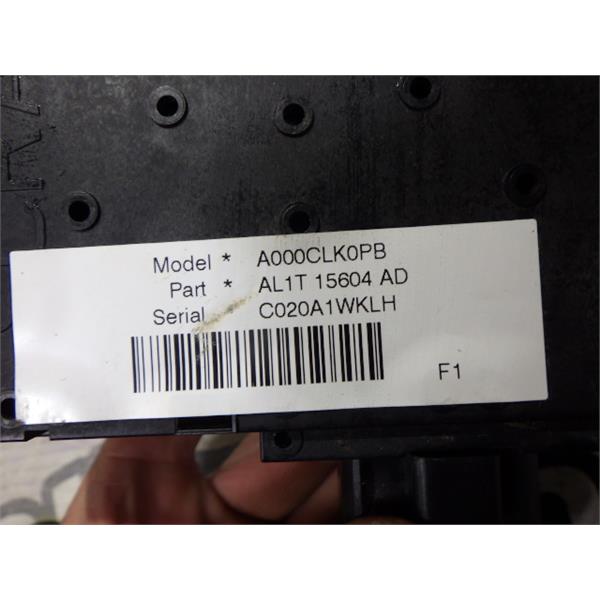 Model * A000CLK0PB
Part * AL1T 15604 AD
Serial C020A1WKLH
F1